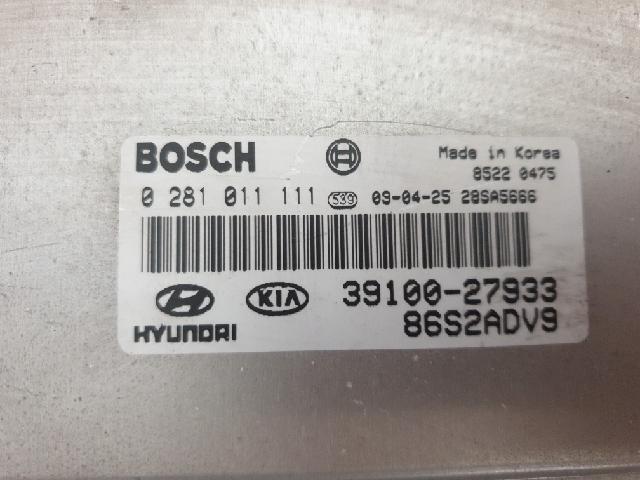 BOSCH
Made in Korea
8522 0475
0 281 011 111 539 03-04-25 28SA5666
KIA 39100-27933
HYUNDAI 86S2ADV9